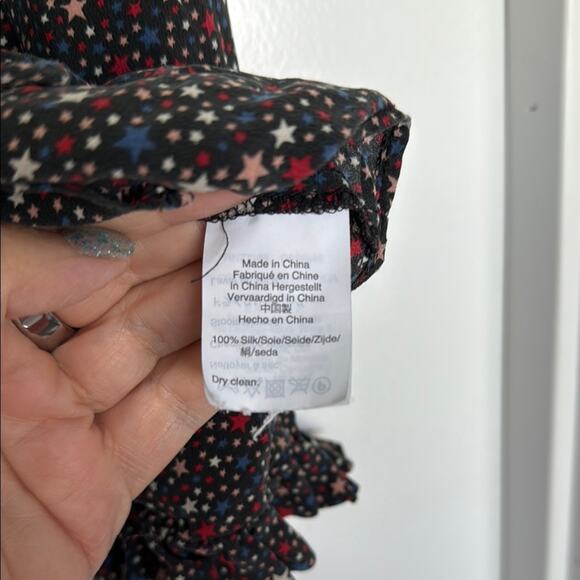 Made in China
Fabriqué en Chine
in China Hergestellt
Vervaardigd in China
中国製
Hecho en China
100% Silk/Soie/Seide/Zijde/
絹/seda
Dry clean.